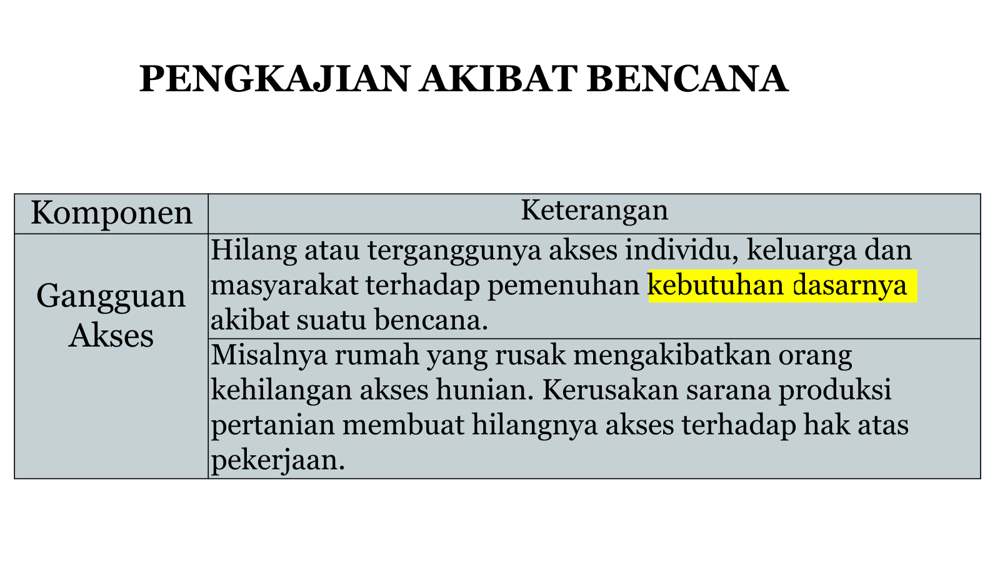 PENGKAJIAN AKIBAT BENCANA
Komponen
Keterangan
Gangguan
Akses
Hilang atau terganggunya akses individu, keluarga dan
masyarakat terhadap pemenuhan kebutuhan dasarnya
akibat suatu bencana.
Misalnya rumah yang rusak mengakibatkan orang
kehilangan akses hunian. Kerusakan sarana produksi
pertanian membuat hilangnya akses terhadap hak atas
pekerjaan.